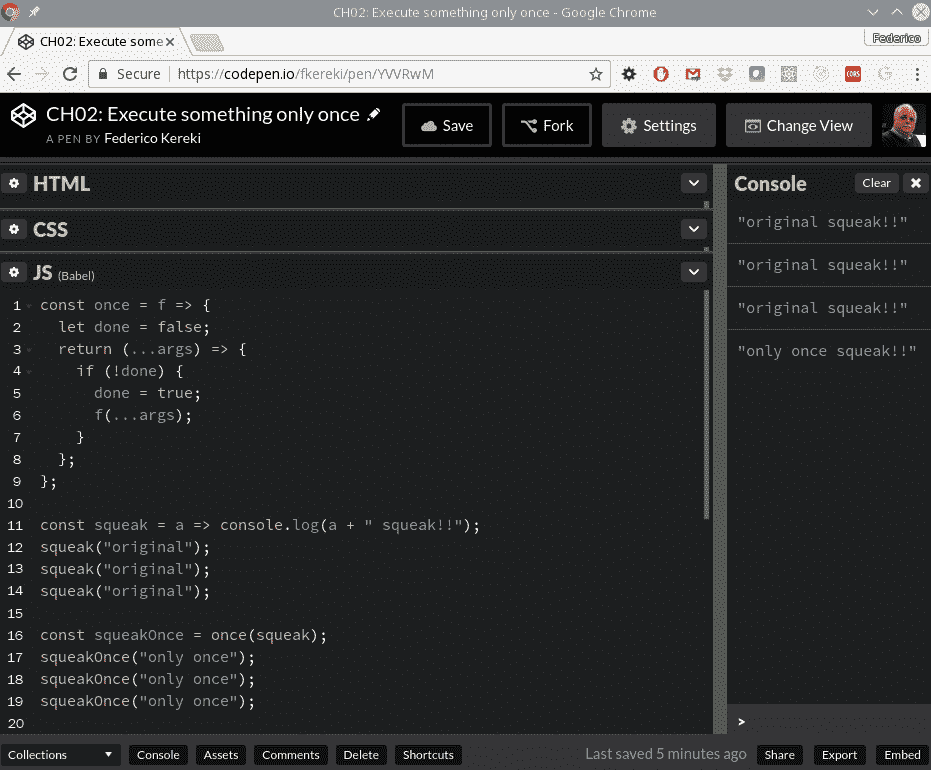 CH02: Execute something only once - Google Chrome
CH02: Execute some
Federico
Secure
https://codepen.io/fkereki/pen/YVVRwM
CORS
CH02: Execute something only once
A PEN BY Federico Kereki
Save
Fork
Settings
Change View
HTML
CSS
JS (Babel)
1 const once = f => {
2   let done = false;
3   return (...args) => {
4     if (!done) {
5       done = true;
6       f(...args);
7     }
8   };
9 };
10
11 const squeak = a => console.log(a + " squeak!!");
12 squeak("original");
13 squeak("original");
14 squeak("original");
15
16 const squeakOnce = once(squeak);
17 squeakOnce("only once");
18 squeakOnce("only once");
19 squeakOnce("only once");
20
Console
Clear
"original squeak!!"
"original squeak!!"
"original squeak!!"
"only once squeak!!"
>
Collections
Console
Assets
Comments
Delete
Shortcuts
Last saved 5 minutes ago
Share
Export
Embed